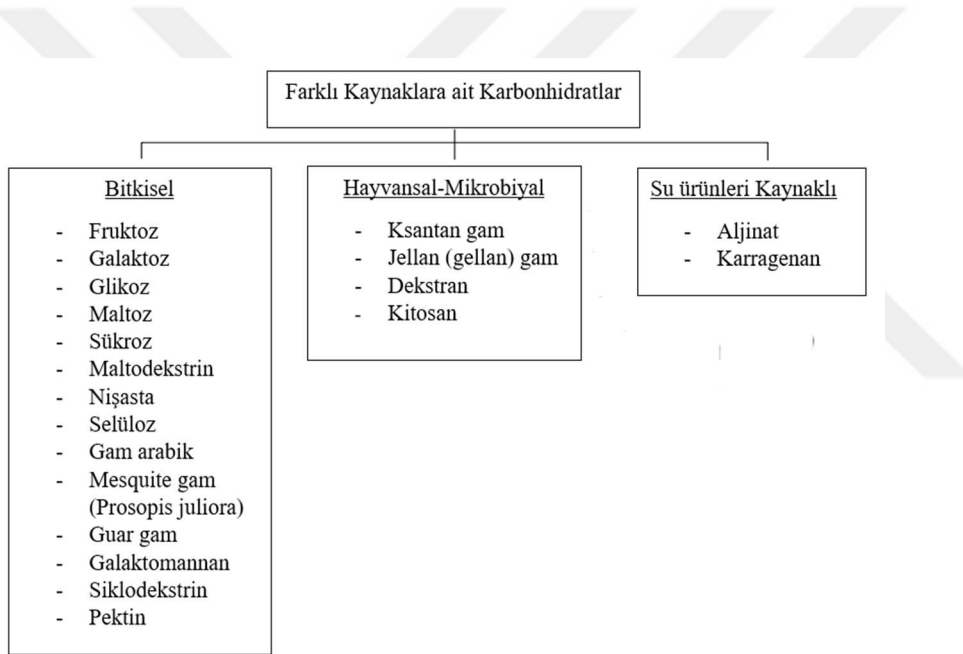 Farklı Kaynaklara ait Karbonhidratlar
Bitkisel
- Fruktoz
- Galaktoz
- Glikoz
- Maltoz
- Sükroz
- Maltodekstrin
- Nişasta
- Selüloz
- Gam arabik
- Mesquite gam
(Prosopis juliora)
- Guar gam
- Galaktomannan
- Siklodekstrin
- Pektin
Hayvansal-Mikrobiyal
- Ksantan gam
- Jellan (gellan) gam
- Dekstran
- Kitosan
Su ürünleri Kaynaklı
- Aljinat
- Karragenan